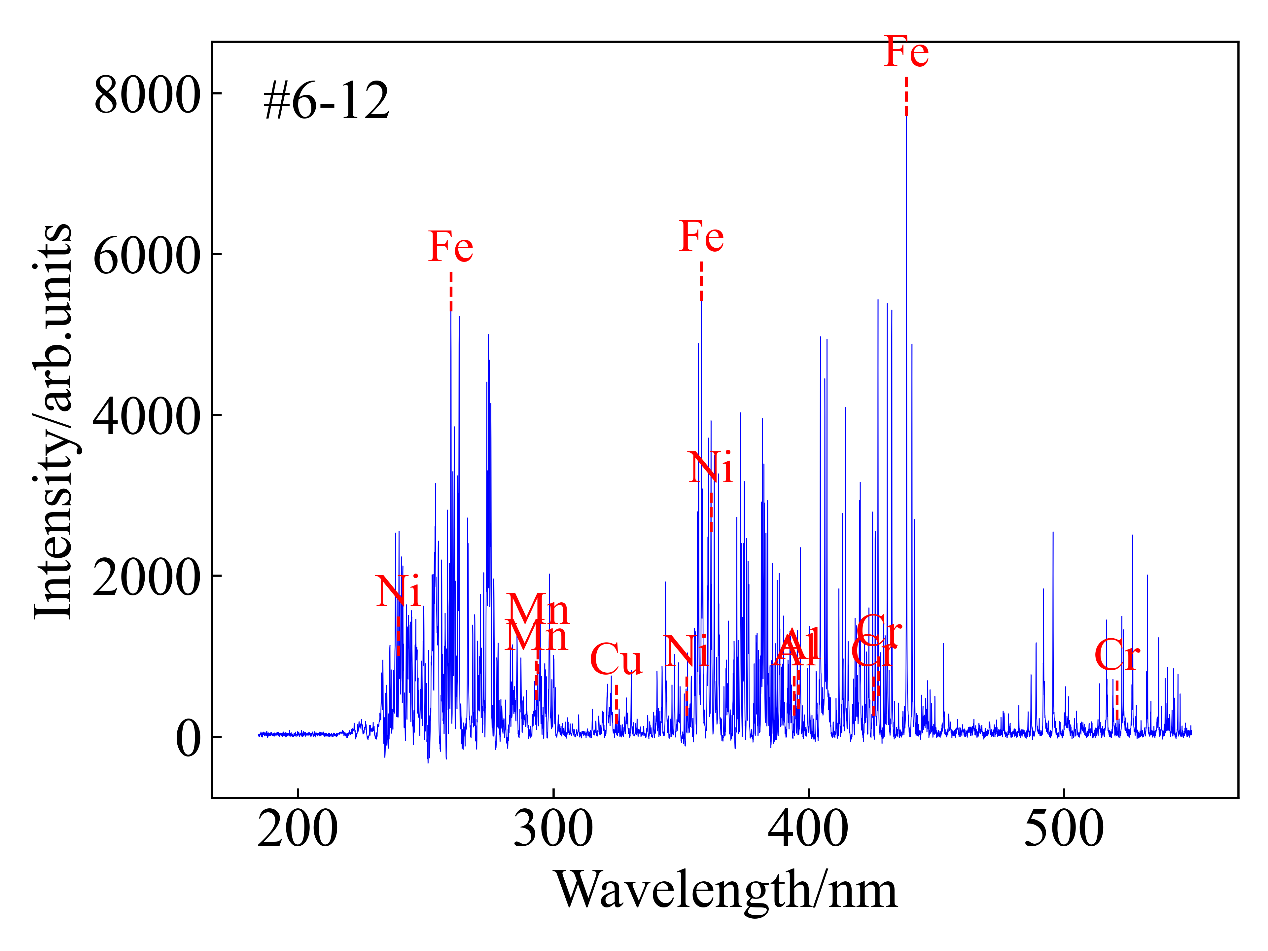 Fe
8000
#6-12
Fe
Fe
6000
4000
Ni
2000
Ni
Mn
Mn
Cu
Ni
Al
Al
Cr
Cr
Cr
0
200
300
400
500
Intensity/arb.units
Wavelength/nm